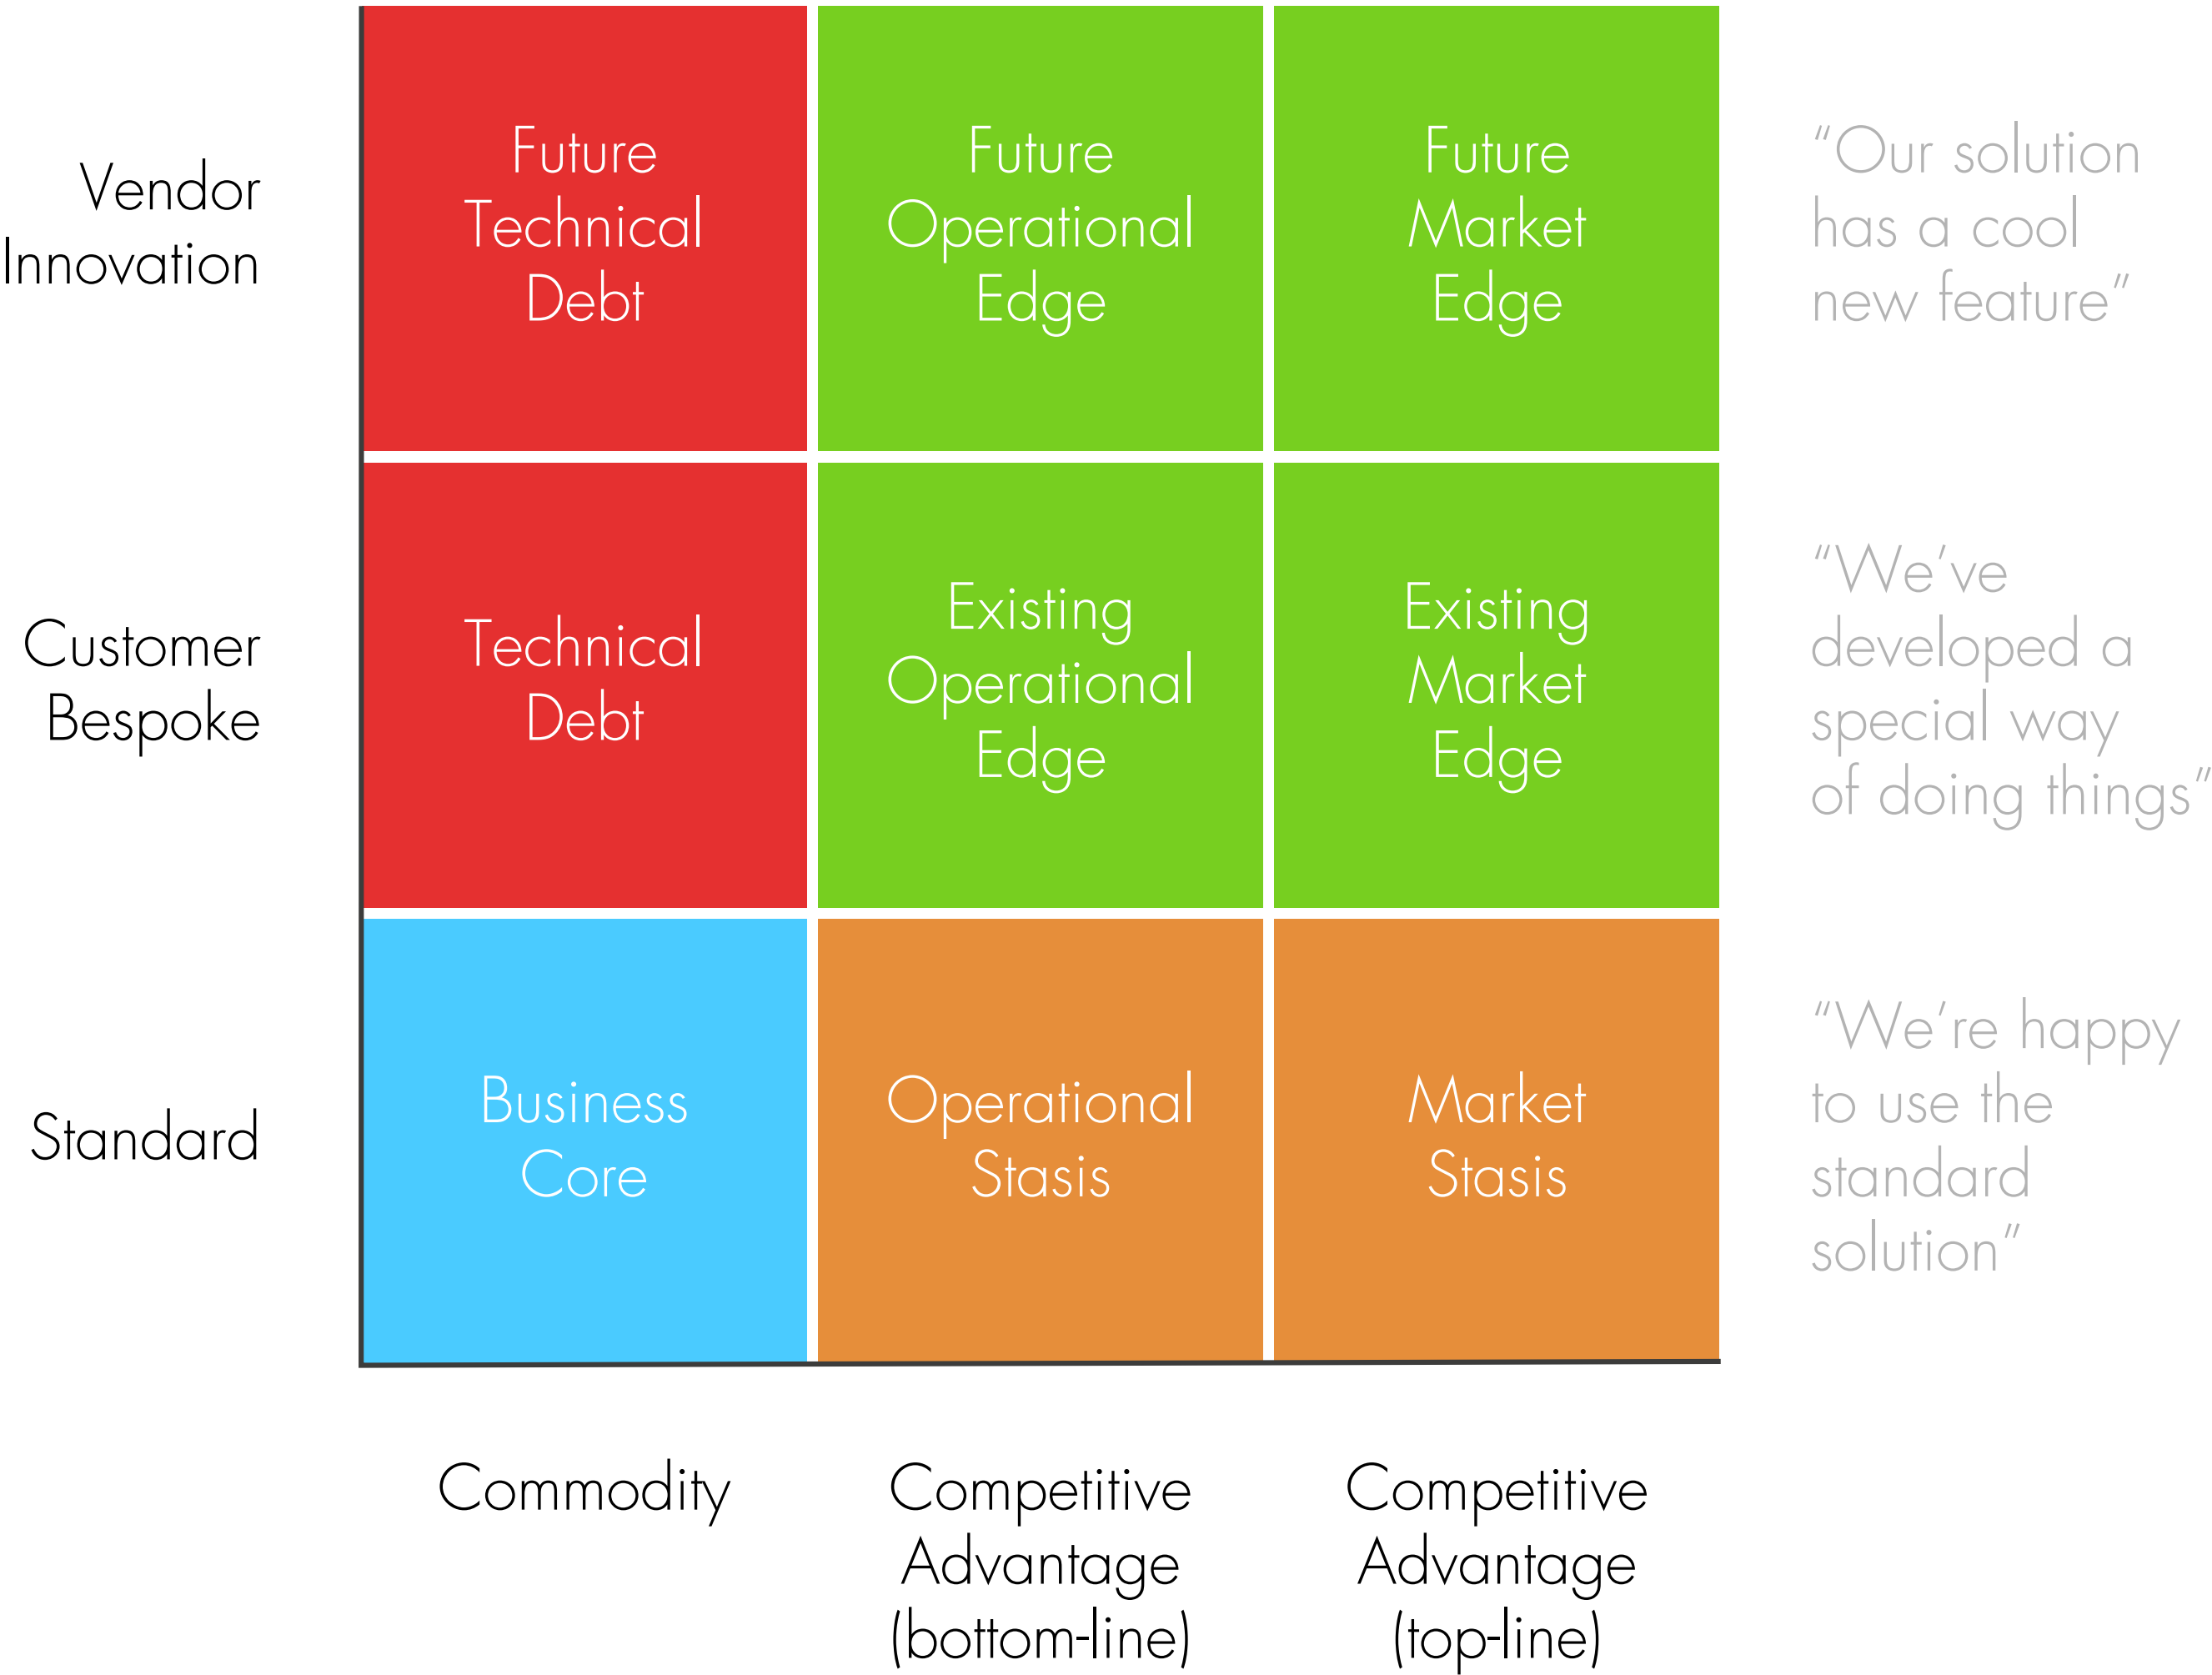 Vendor
Innovation
Future
Technical
Debt
Future
Operational
Edge
Future
Market
Edge
“Our solution
has a cool
new feature”
Customer
Bespoke
Technical
Debt
Existing
Operational
Edge
Existing
Market
Edge
“We’ve
developed a
special way
of doing things”
Standard
Business
Core
Operational
Stasis
Market
Stasis
“We’re happy
to use the
standard
solution”
Commodity
Competitive
Advantage
(bottom-line)
Competitive
Advantage
(top-line)